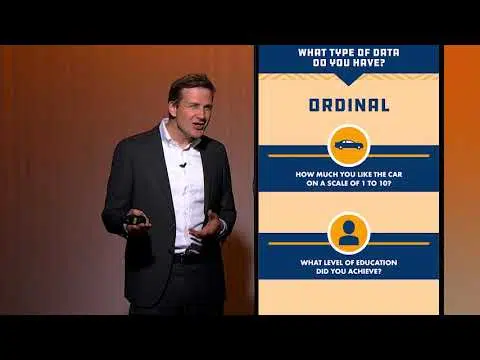 WHAT TYPE OF DATA
DO YOU HAVE?
ORDINAL
HOW MUCH YOU LIKE THE CAR
ON A SCALE OF 1 TO 10?
WHAT LEVEL OF EDUCATION
DID YOU ACHIEVE?